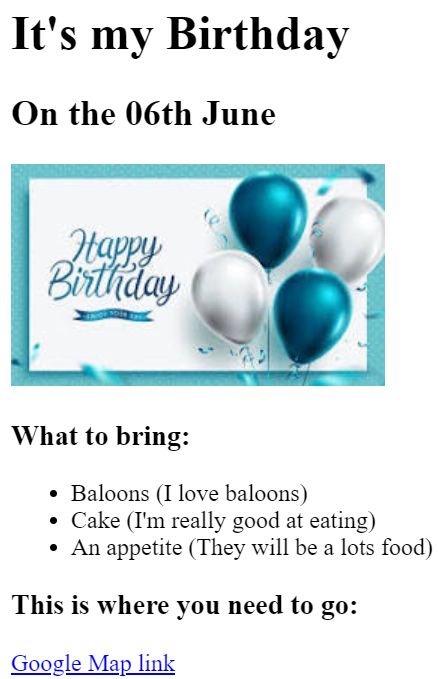 It's my Birthday
On the 06th June
Happy
Birthday
ENJOY YOUR DAY
What to bring:
Baloons (I love baloons)
Cake (I'm really good at eating)
An appetite (They will be a lots food)
This is where you need to go:
Google Map link